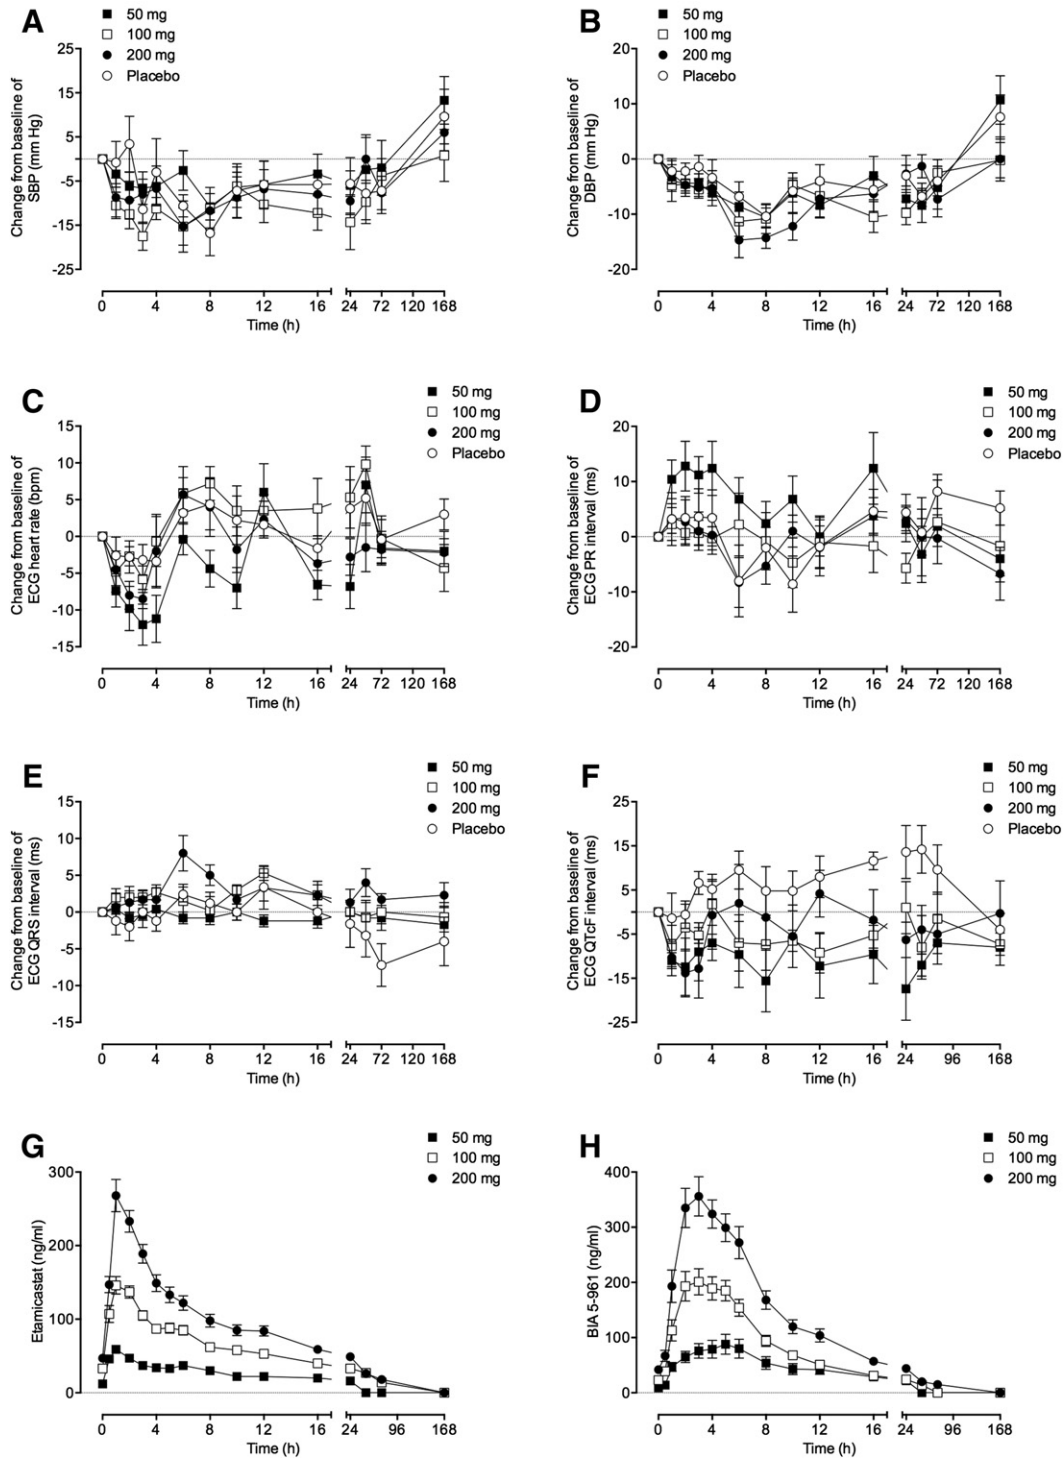 A
50 mg
100 mg
200 mg
Placebo
25
15
5
-5
-15
-25
Change from baseline of
SBP (mm Hg)
0 4 8 12 16 24 72 120 168
Time (h)
B
50 mg
100 mg
200 mg
Placebo
20
10
0
-10
-20
Change from baseline of
DBP (mm Hg)
0 4 8 12 16 24 72 120 168
Time (h)
C
50 mg
100 mg
200 mg
Placebo
15
10
5
0
-5
-10
-15
Change from baseline of
ECG heart rate (bpm)
0 4 8 12 16 24 72 120 168
Time (h)
D
50 mg
100 mg
200 mg
Placebo
20
10
0
-10
-20
Change from baseline of
ECG PR interval (ms)
0 4 8 12 16 24 72 120 168
Time (h)
E
50 mg
100 mg
200 mg
Placebo
15
10
5
0
-5
-10
-15
Change from baseline of
ECG QRS interval (ms)
0 4 8 12 16 24 72 120 168
Time (h)
F
50 mg
100 mg
200 mg
Placebo
25
15
5
-5
-15
-25
Change from baseline of
ECG QTcF interval (ms)
0 4 8 12 16 24 96 168
Time (h)
G
50 mg
100 mg
200 mg
300
200
100
0
Etamicastat (ng/ml)
0 4 8 12 16 24 96 168
Time (h)
H
50 mg
100 mg
200 mg
400
300
200
100
0
BIA 5-961 (ng/ml)
0 4 8 12 16 24 96 168
Time (h)